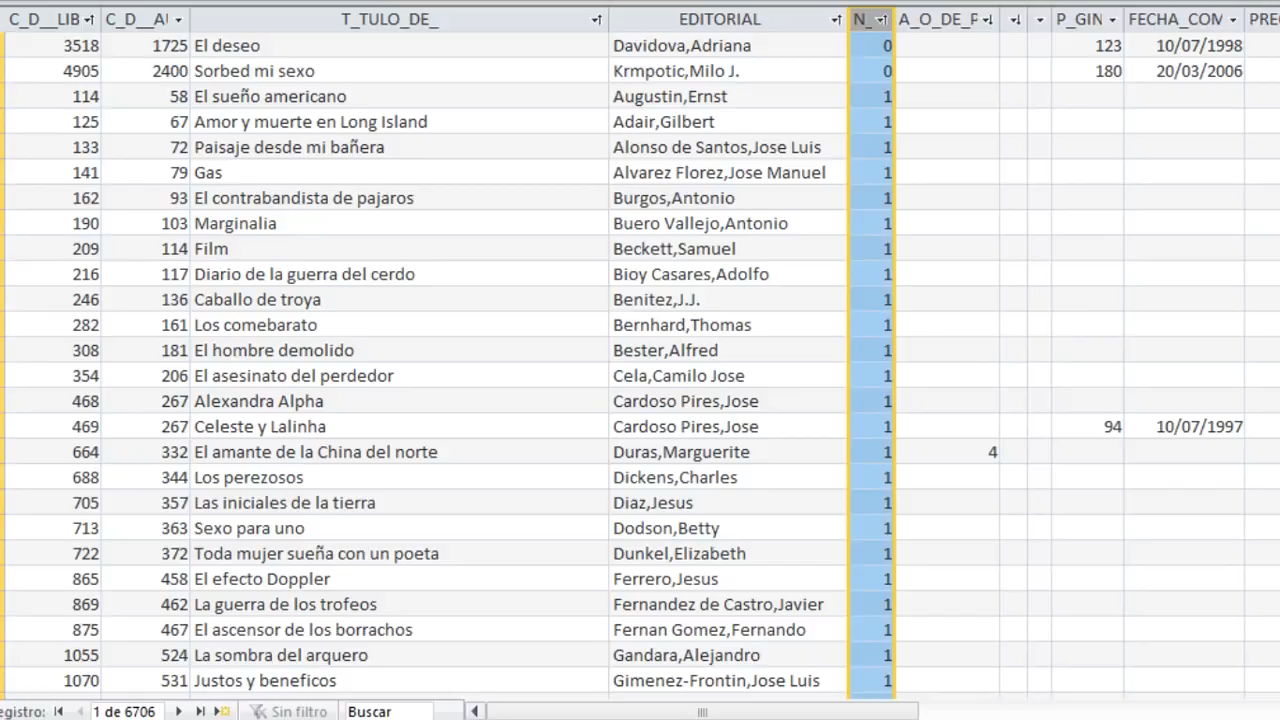 C_D__LIB C_D__AU T_TULO_DE_ EDITORIAL N_ A_O_DE_P P_GIN FECHA_COM PREC
3518 1725 El deseo Davidova,Adriana 0 123 10/07/1998
4905 2400 Sorbed mi sexo Krmpotic,Milo J. 0 180 20/03/2006
114 58 El sueño americano Augustin,Ernst 1
125 67 Amor y muerte en Long Island Adair,Gilbert 1
133 72 Paisaje desde mi bañera Alonso de Santos,Jose Luis 1
141 79 Gas Alvarez Florez,Jose Manuel 1
162 93 El contrabandista de pajaros Burgos,Antonio 1
190 103 Marginalia Buero Vallejo,Antonio 1
209 114 Film Beckett,Samuel 1
216 117 Diario de la guerra del cerdo Bioy Casares,Adolfo 1
246 136 Caballo de troya Benitez,J.J. 1
282 161 Los comebarato Bernhard,Thomas 1
308 181 El hombre demolido Bester,Alfred 1
354 206 El asesinato del perdedor Cela,Camilo Jose 1
468 267 Alexandra Alpha Cardoso Pires,Jose 1
469 267 Celeste y Lalinha Cardoso Pires,Jose 1 94 10/07/1997
664 332 El amante de la China del norte Duras,Marguerite 1 4
688 344 Los perezosos Dickens,Charles 1
705 357 Las iniciales de la tierra Diaz,Jesus 1
713 363 Sexo para uno Dodson,Betty 1
722 372 Toda mujer sueña con un poeta Dunkel,Elizabeth 1
865 458 El efecto Doppler Ferrero,Jesus 1
869 462 La guerra de los trofeos Fernandez de Castro,Javier 1
875 467 El ascensor de los borrachos Fernan Gomez,Fernando 1
1055 524 La sombra del arquero Gandara,Alejandro 1
1070 531 Justos y beneficos Gimenez-Frontin,Jose Luis 1
egistro: 1 de 6706 Sin filtro Buscar